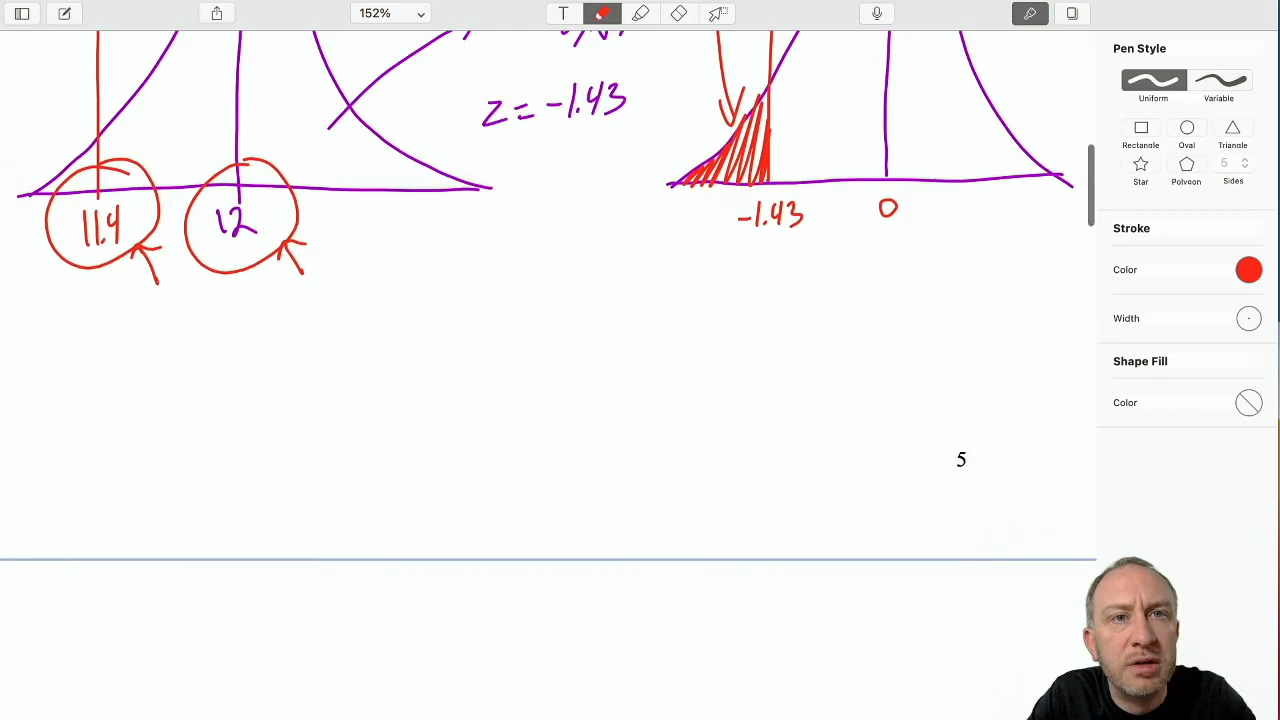 152%
T
Pen Style
Uniform Variable
Rectangle Oval Triangle
Star Polygon 5 Sides
Stroke
Color
Width
Shape Fill
Color
z = -1.43
11.4 12
-1.43 0
5